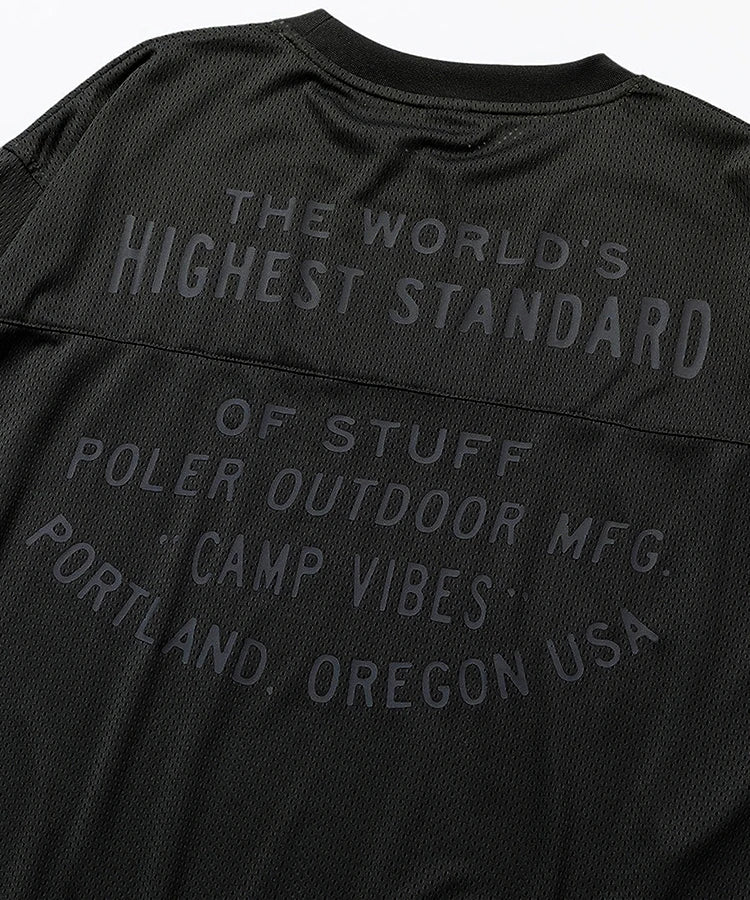 THE WORLD'S
HIGHEST STANDARD
OF STUFF
POLER OUTDOOR MFG.
"CAMP VIBES"
PORTLAND, OREGON USA